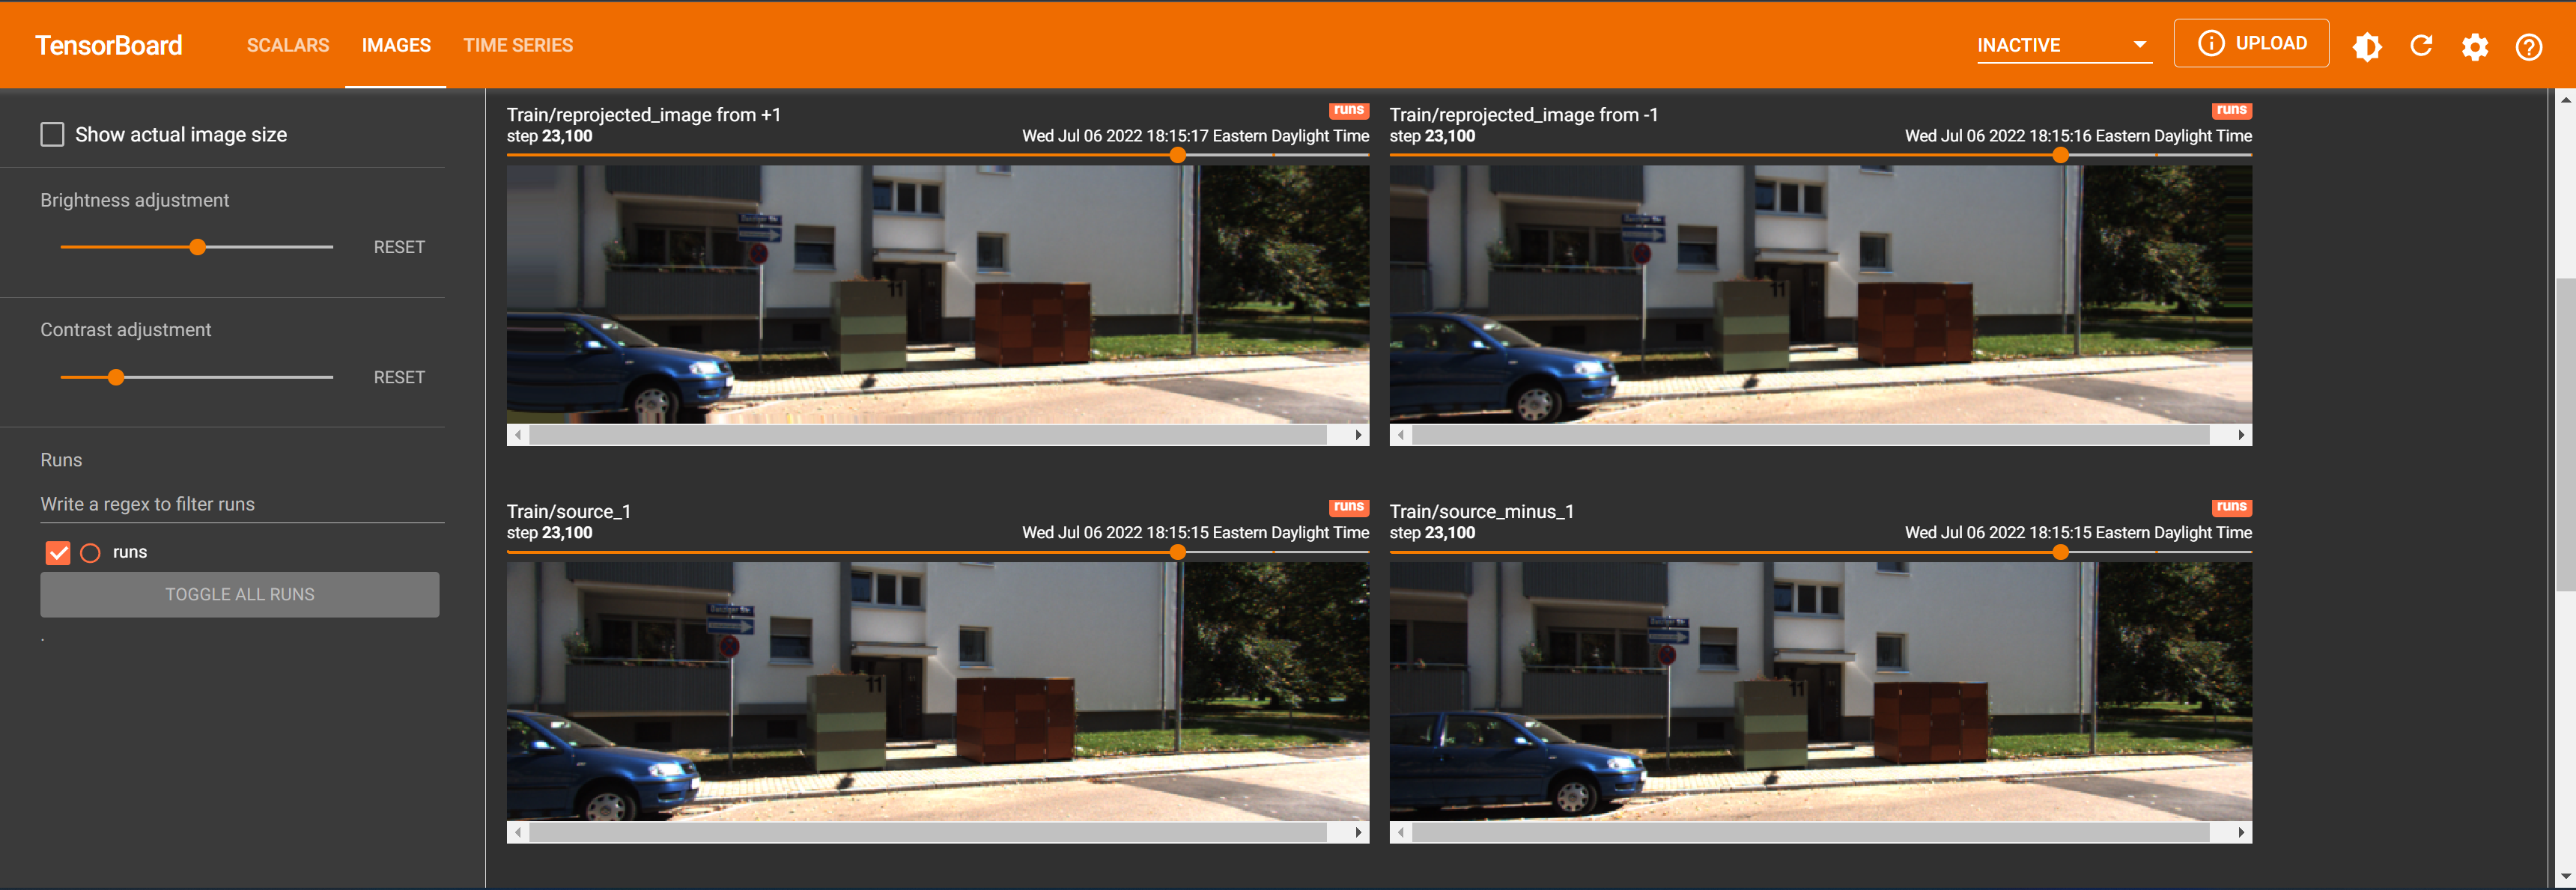 TensorBoard SCALARS IMAGES TIME SERIES INACTIVE UPLOAD
Show actual image size
Brightness adjustment
RESET
Contrast adjustment
RESET
Runs
Write a regex to filter runs
runs
TOGGLE ALL RUNS
.
Train/reprojected_image from +1 runs
step 23,100 Wed Jul 06 2022 18:15:17 Eastern Daylight Time
11
Train/reprojected_image from -1 runs
step 23,100 Wed Jul 06 2022 18:15:16 Eastern Daylight Time
11
Train/source_1 runs
step 23,100 Wed Jul 06 2022 18:15:15 Eastern Daylight Time
11
Train/source_minus_1 runs
step 23,100 Wed Jul 06 2022 18:15:15 Eastern Daylight Time
11